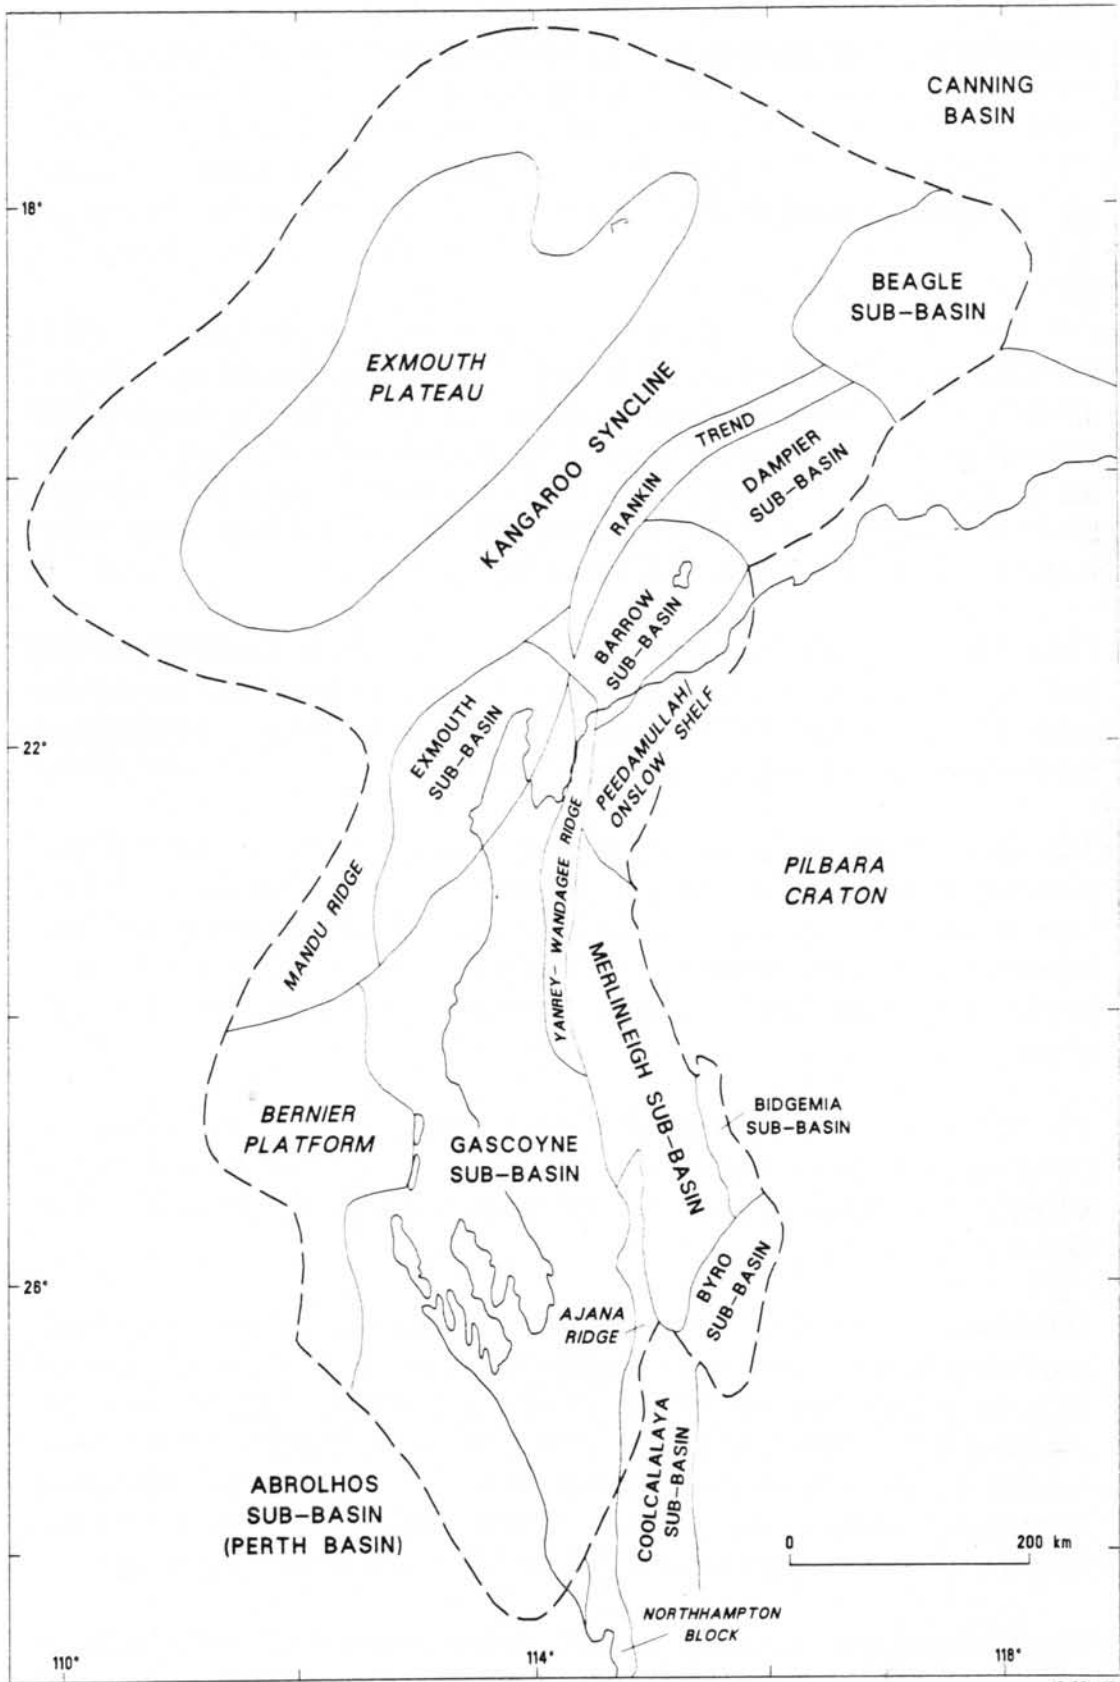 CANNING
BASIN
18°
BEAGLE
SUB-BASIN
EXMOUTH
PLATEAU
KANGAROO SYNCLINE
RANKIN TREND
DAMPIER
SUB-BASIN
BARROW
SUB-BASIN
EXMOUTH
SUB-BASIN
22°
PEEDAMULLAH/
ONSLOW SHELF
YANREY- WANDAGEE RIDGE
PILBARA
CRATON
MANDU RIDGE
MERLINLEIGH SUB-BASIN
BIDGEMIA
SUB-BASIN
BERNIER
PLATFORM
GASCOYNE
SUB-BASIN
BYRO
SUB-BASIN
26°
AJANA
RIDGE
COOLCALALAYA
SUB-BASIN
ABROLHOS
SUB-BASIN
(PERTH BASIN)
0 200 km
NORTHHAMPTON
BLOCK
110° 114° 118°